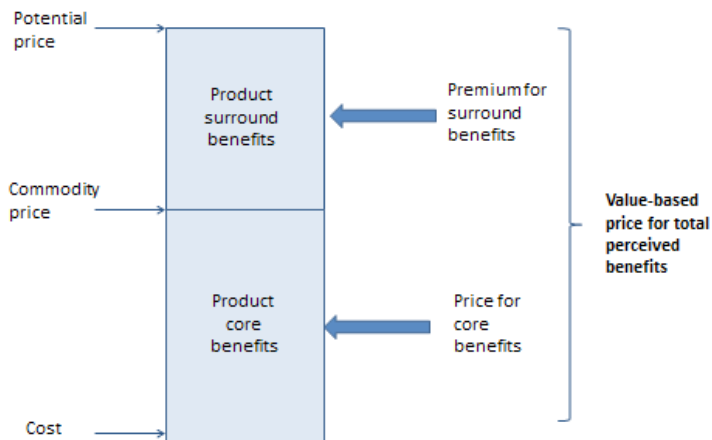 Potential
price
Product
surround
benefits
Premium for
surround
benefits
Commodity
price
Value-based
price for total
perceived
benefits
Product
core
benefits
Price for
core
benefits
Cost